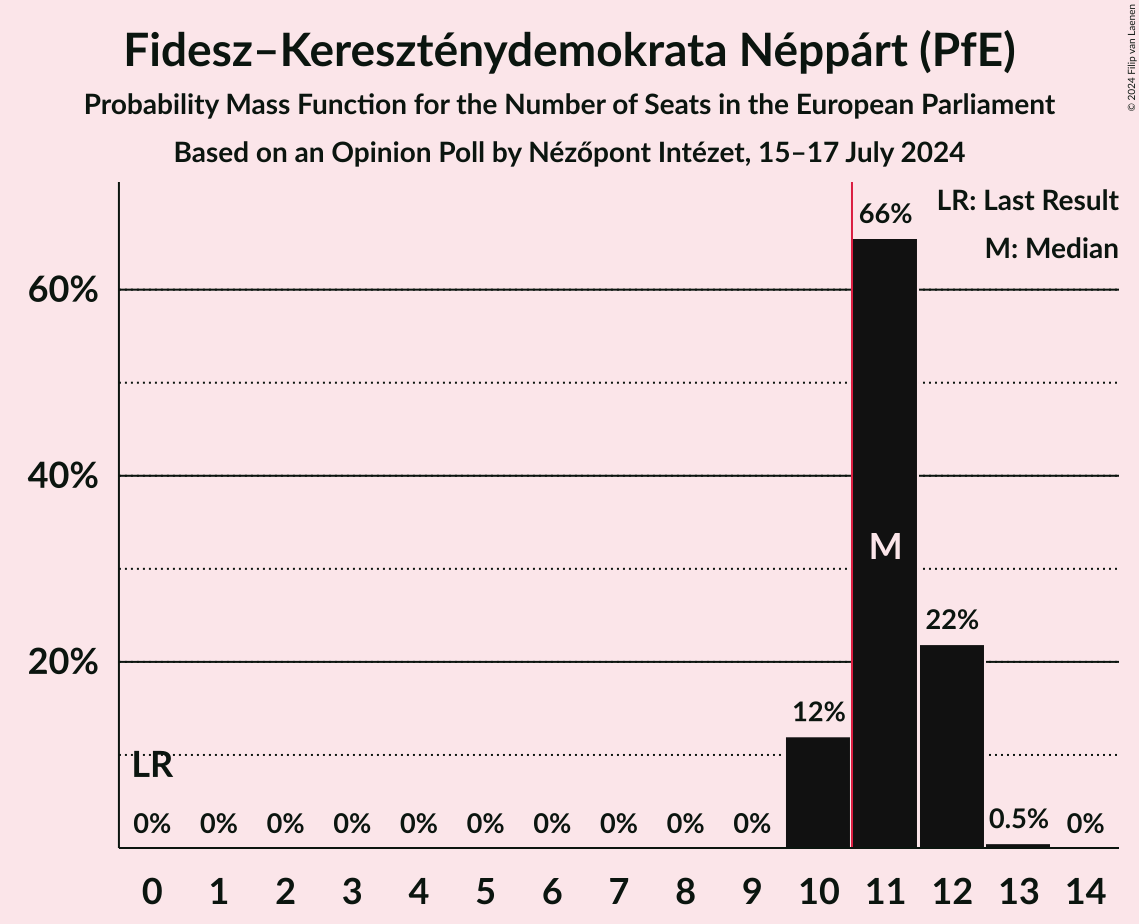 Fidesz–Kereszténydemokrata Néppárt (PfE)
Probability Mass Function for the Number of Seats in the European Parliament
Based on an Opinion Poll by Nézőpont Intézet, 15–17 July 2024
© 2024 Filip van Laenen
LR: Last Result
M: Median
66%
60%
40%
M
22%
20%
12%
LR
0% 0% 0% 0% 0% 0% 0% 0% 0% 0% 0.5% 0%
0 1 2 3 4 5 6 7 8 9 10 11 12 13 14